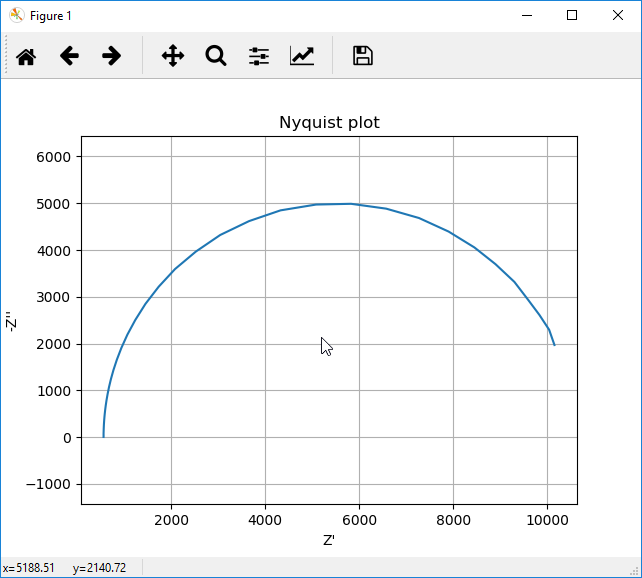 Figure 1
Nyquist plot
6000
5000
4000
3000
2000
1000
0
−1000
-Z''
2000 4000 6000 8000 10000
Z'
x=5188.51 y=2140.72